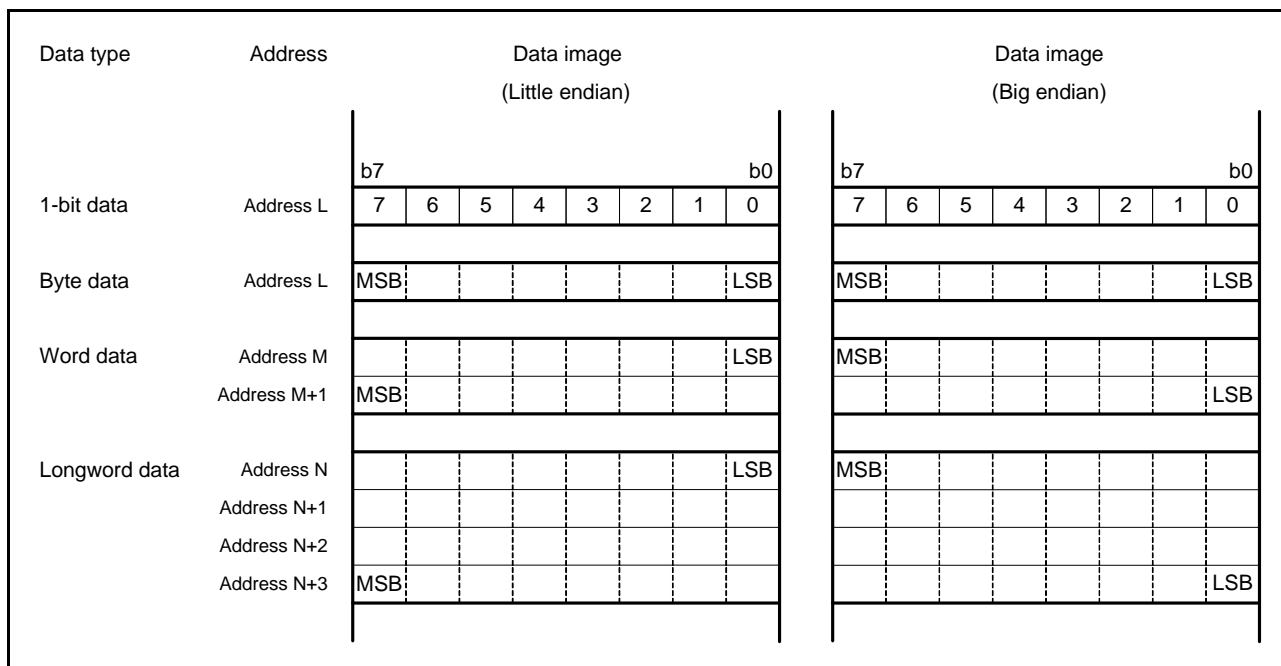 Data type Address Data image Data image
(Little endian) (Big endian)
b7 b0 b7 b0
1-bit data Address L 7 6 5 4 3 2 1 0 7 6 5 4 3 2 1 0
Byte data Address L MSB LSB MSB LSB
Word data Address M LSB MSB
Address M+1 MSB LSB
Longword data Address N LSB MSB
Address N+1
Address N+2
Address N+3 MSB LSB